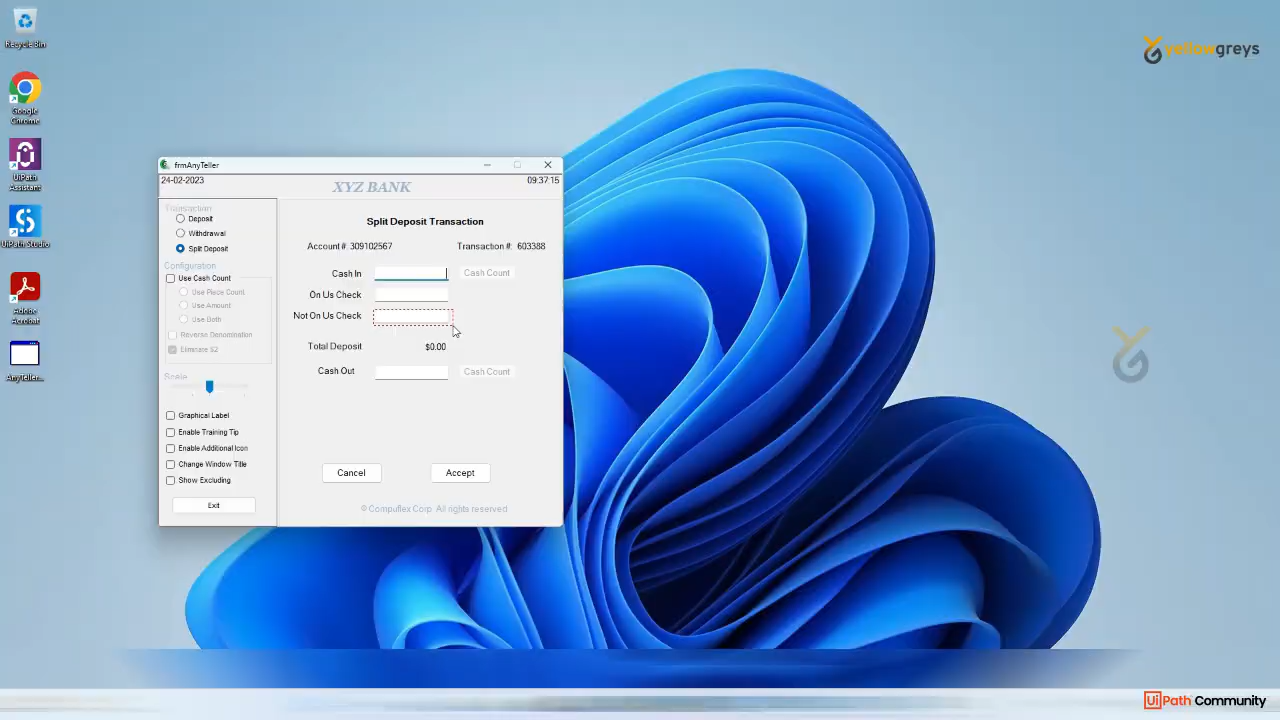 Recycle Bin
Google Chrome
UiPath Assistant
UiPath Studio
Adobe Acrobat
AnyTeller...
yellowgreys
frmAnyTeller
24-02-2023
XYZ BANK
09:37:15
Transaction
Deposit
Withdrawal
Split Deposit
Configuration
Use Cash Count
Use Piece Count
Use Amount
Use Both
Reverse Denomination
Eliminate $2
Scale
Graphical Label
Enable Training Tip
Enable Additional Icon
Change Window Title
Show Excluding
Exit
Split Deposit Transaction
Account #: 309102567 Transaction #: 603388
Cash In Cash Count
On Us Check
Not On Us Check
Total Deposit $0.00
Cash Out Cash Count
Cancel Accept
© Compuflex Corp. All rights reserved
UiPath Community